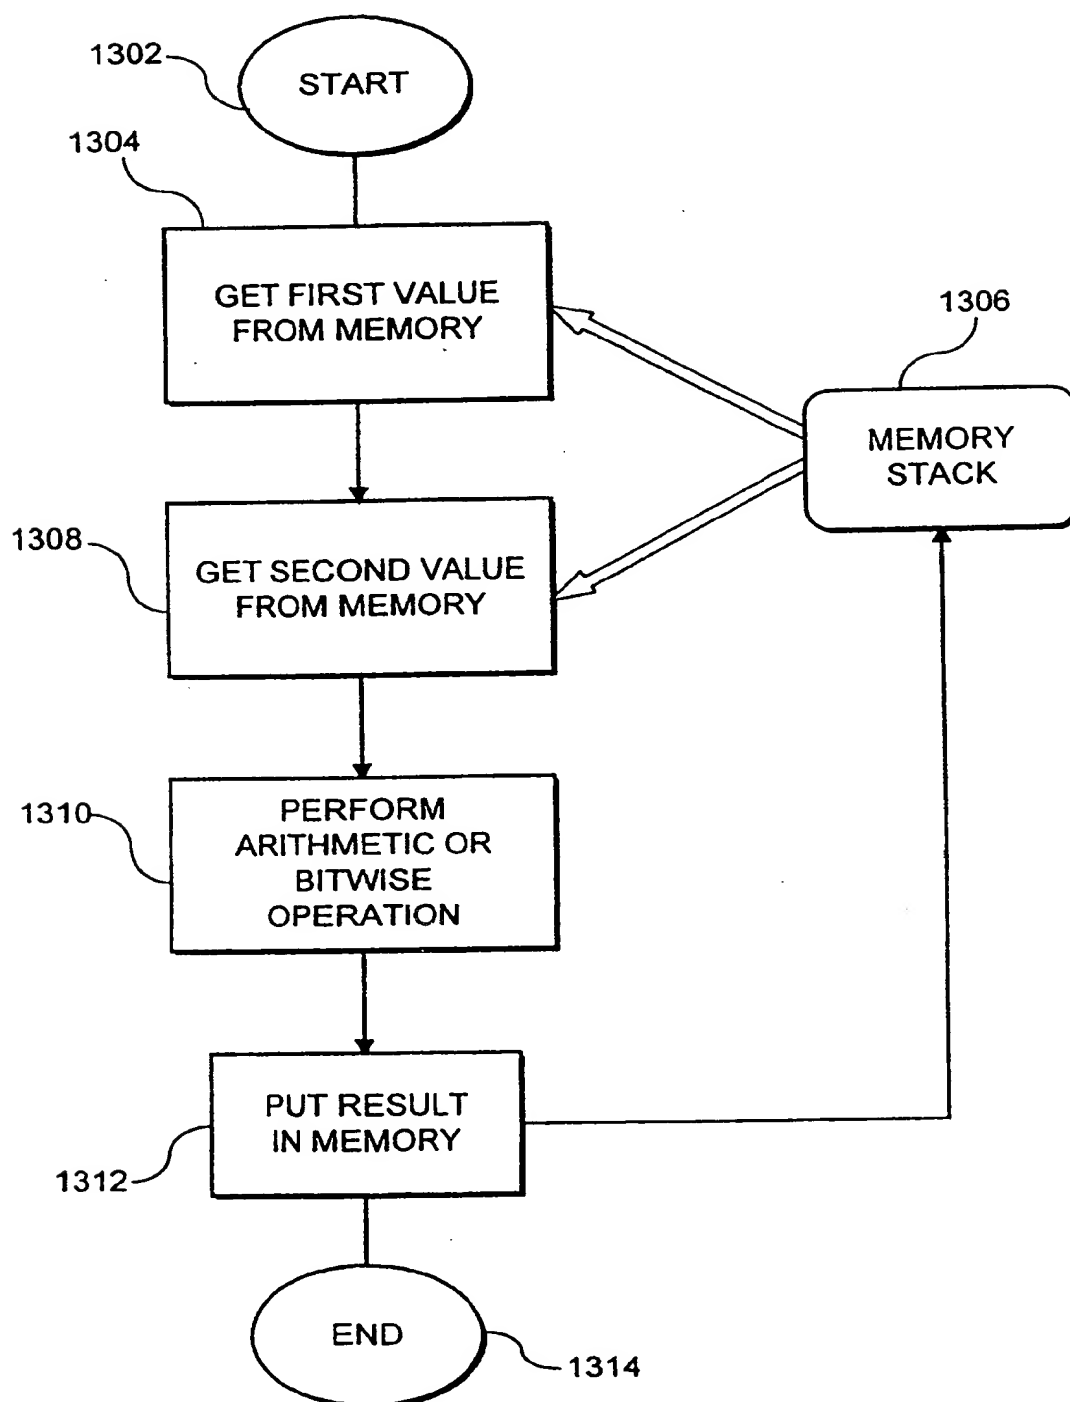 1302
START
1304
GET FIRST VALUE
FROM MEMORY
1306
MEMORY
STACK
1308
GET SECOND VALUE
FROM MEMORY
1310
PERFORM
ARITHMETIC OR
BITWISE
OPERATION
PUT RESULT
IN MEMORY
1312
END
1314